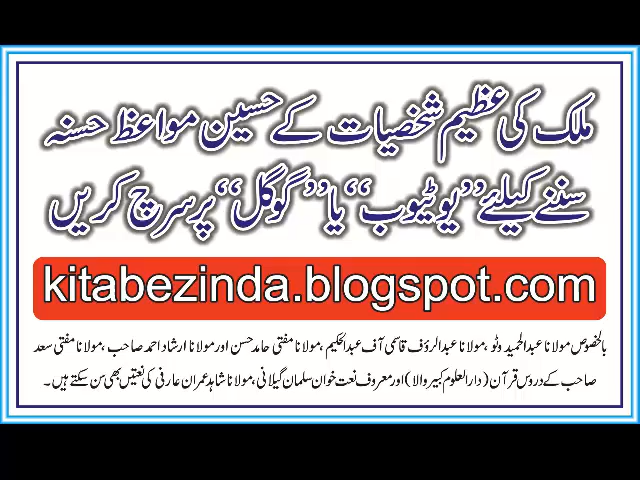 ملک کی عظیم شخصیات کے حسین مواعظ حسنہ
سننے کیلئے ’’یوٹیوب‘‘ یا ’’گوگل‘‘ پر سرچ کریں
kitabezinda.blogspot.com
بالخصوص مولانا عبدالحمید وٹو، مولانا عبدالرؤف قاسمی آف عبدالحکیم، مولانا مفتی حامد حسن اور مولانا ارشاد احمد صاحب، مولانا مفتی سعد
صاحب کے دروس قرآن (دارالعلوم کبیر والا) اور معروف نعت خوان سلمان گیلانی، مولانا شاہد عمران عارفی کی نعتیں بھی سن سکتے ہیں۔